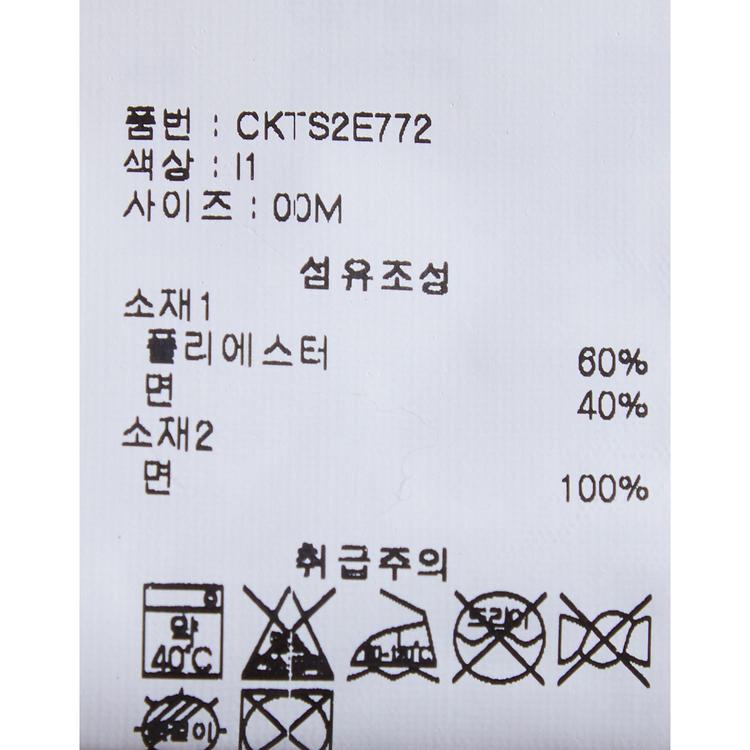 품번 : CKTS2E772
색상 : I1
사이즈 : 00M
섬유조성
소재1
폴리에스터 60%
면 40%
소재2
면 100%
취급주의
약
40°C
드라이